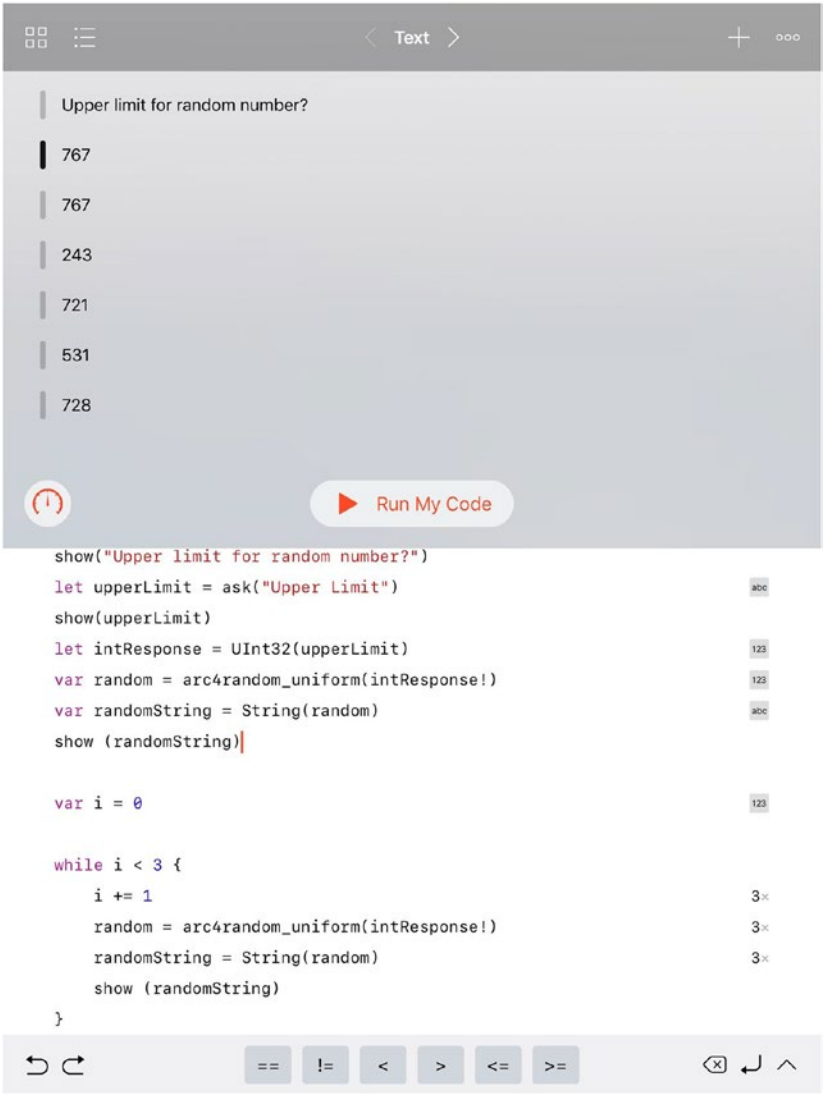 Text
Upper limit for random number?
767
767
243
721
531
728
Run My Code
show("Upper limit for random number?")
let upperLimit = ask("Upper Limit") abc
show(upperLimit)
let intResponse = UInt32(upperLimit) 123
var random = arc4random_uniform(intResponse!) 123
var randomString = String(random) abc
show (randomString)
var i = 0 123
while i < 3 {
i += 1 3×
random = arc4random_uniform(intResponse!) 3×
randomString = String(random) 3×
show (randomString)
}
== != < > <= >=